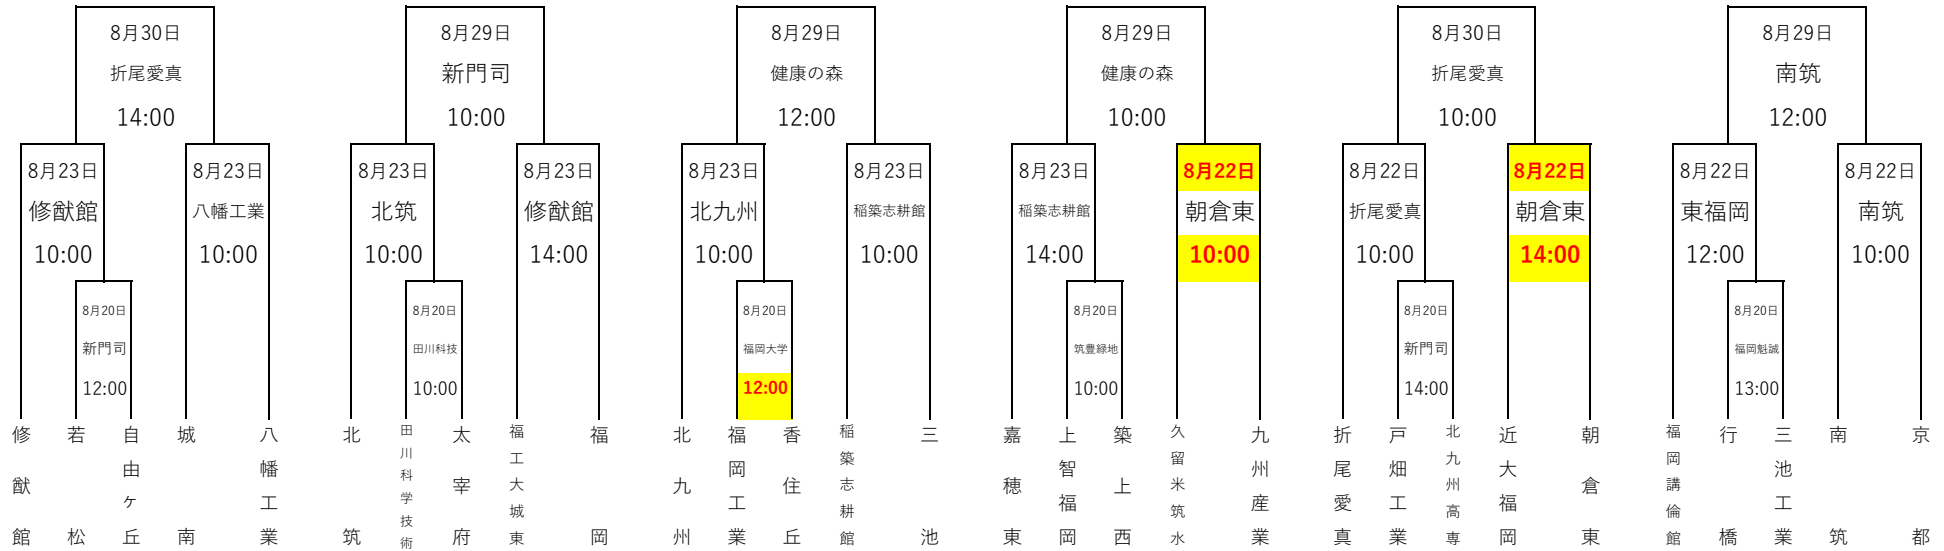 8月30日
折尾愛真
14:00
8月29日
新門司
10:00
8月29日
健康の森
12:00
8月29日
健康の森
10:00
8月30日
折尾愛真
10:00
8月29日
南筑
12:00
8月23日
修猷館
10:00
8月23日
八幡工業
10:00
8月23日
北筑
10:00
8月23日
修猷館
14:00
8月23日
北九州
10:00
8月23日
稲築志耕館
10:00
8月23日
稲築志耕館
14:00
8月22日
朝倉東
10:00
8月22日
折尾愛真
10:00
8月22日
朝倉東
14:00
8月22日
東福岡
12:00
8月22日
南筑
10:00
8月20日
新門司
12:00
8月20日
田川科技
10:00
8月20日
福岡大学
12:00
8月20日
筑豊緑地
10:00
8月20日
新門司
14:00
8月20日
福岡魁誠
13:00
修猷館
若松
自由ヶ丘
城南
八幡工業
北筑
田川科学技術
太宰府
福工大城東
福岡
北九州
福岡工業
香住丘
稲築志耕館
三池
嘉穂東
上智福岡
築上西
久留米筑水
九州産業
折尾愛真
戸畑工業
北九州高専
近大福岡
朝倉東
福岡講倫館
行橋
三池工業
南筑
京都